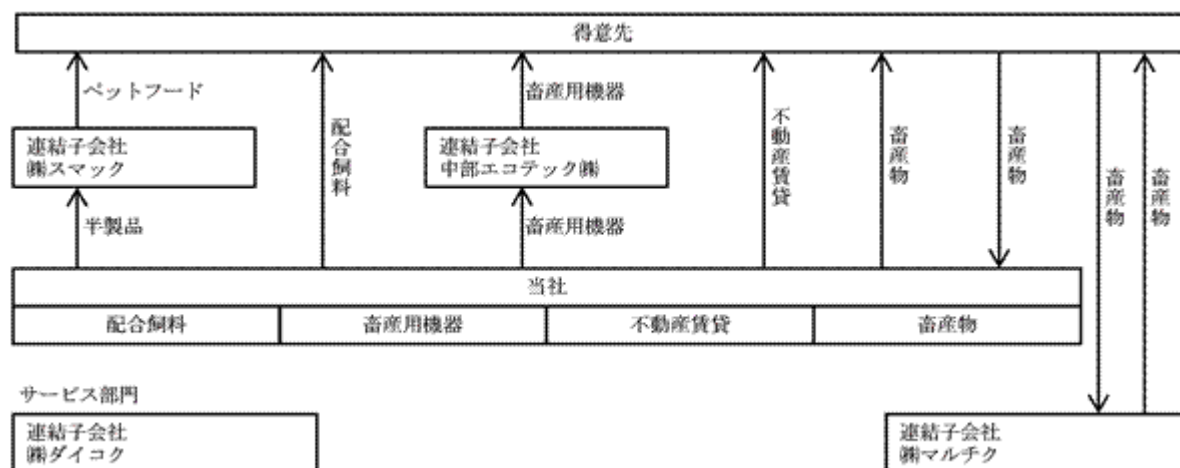 得意先
ペットフード
畜産用機器
連結子会社
㈱スマック
配合飼料
連結子会社
中部エコテック㈱
不動産賃貸
畜産物
畜産物
畜産物
畜産物
半製品
畜産用機器
当社
配合飼料
畜産用機器
不動産賃貸
畜産物
サービス部門
連結子会社
㈱ダイコク
連結子会社
㈱マルチク